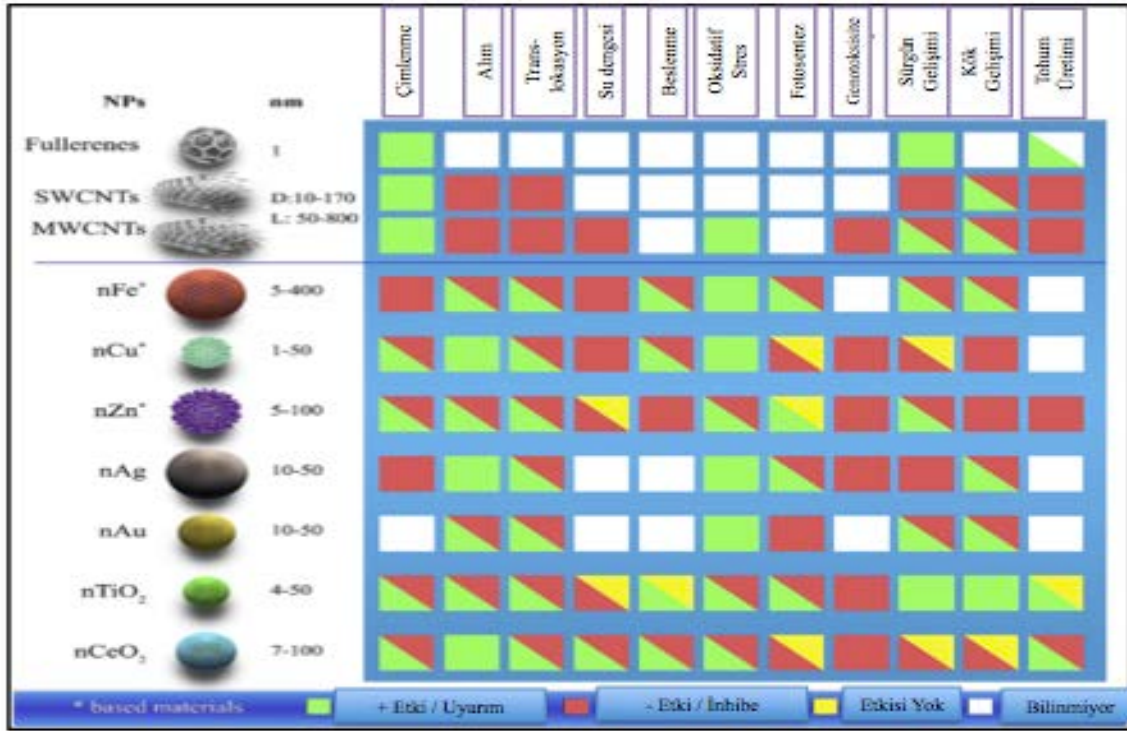 Çimlenme
Alım
Trans-
lokasyon
Su dengesi
Beslenme
Oksidatif
Stres
Fotosentez
Genotoksisite
Sürgün
Gelişimi
Kök
Gelişimi
Tohum
Üretimi
NPs nm
Fullerenes 1
SWCNTs D:10-170
MWCNTs L: 50-800
nFe* 5-400
nCu* 1-50
nZn* 5-100
nAg 10-50
nAu 10-50
nTiO₂ 4-50
nCeO₂ 7-100
* based materials + Etki / Uyarım - Etki / İnhibe Etkisi Yok Bilinmiyor